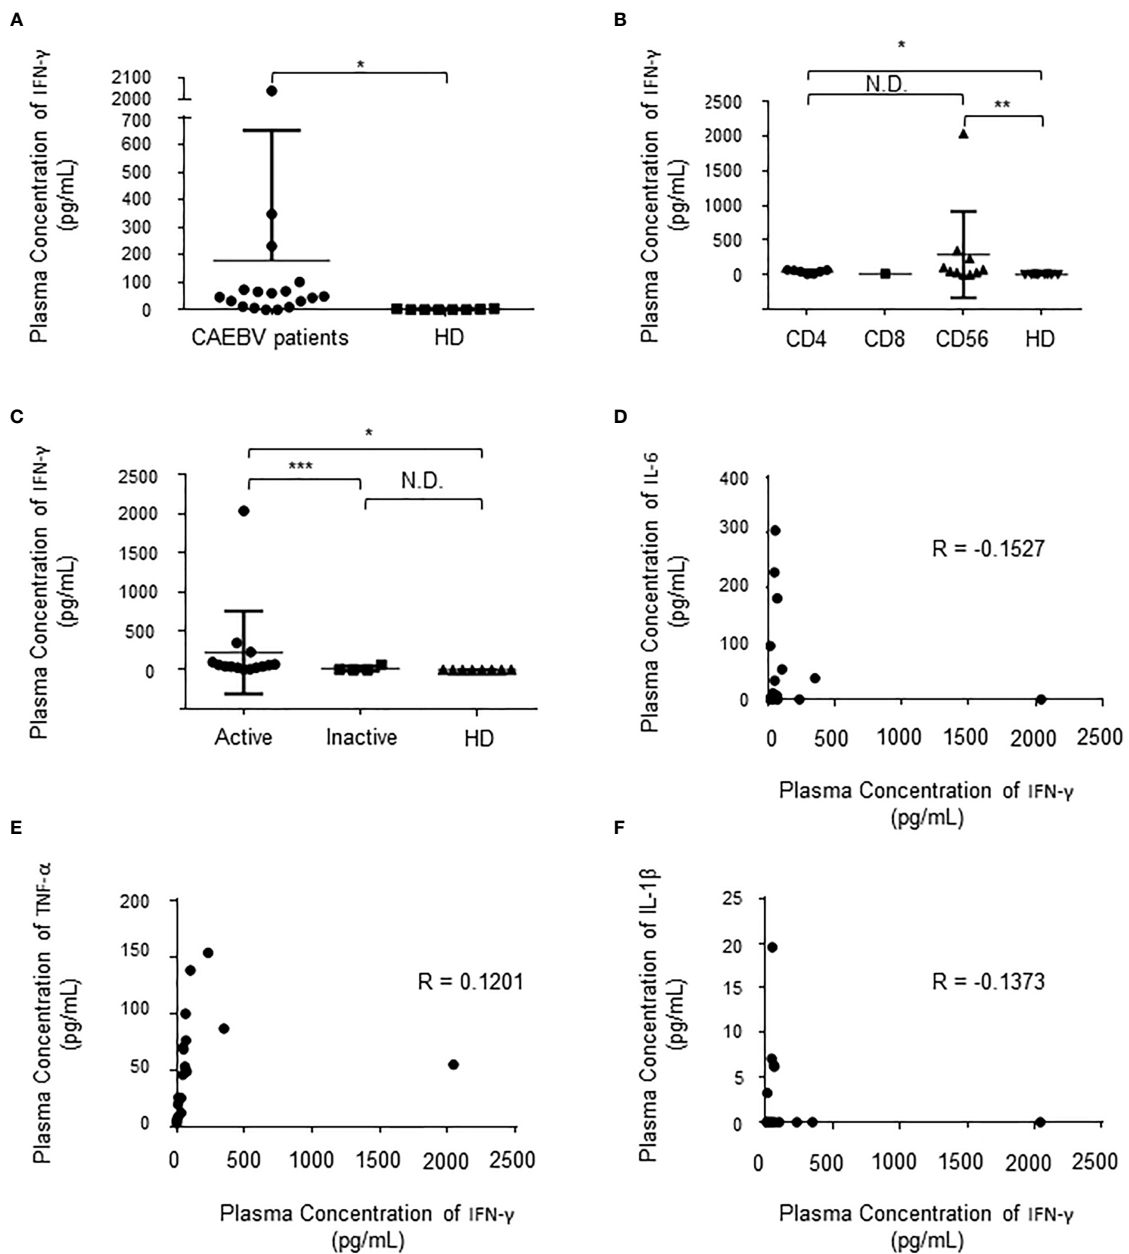 A
Plasma Concentration of IFN-γ
(pg/mL)
2100
2000
700
600
500
400
300
200
100
0
*
CAEBV patients
HD
B
Plasma Concentration of IFN-γ
(pg/mL)
2500
2000
1500
1000
500
0
*
N.D.
**
CD4
CD8
CD56
HD
C
Plasma Concentration of IFN-γ
(pg/mL)
2500
2000
1500
1000
500
0
*
***
N.D.
Active
Inactive
HD
D
Plasma Concentration of IL-6
(pg/mL)
400
300
200
100
0
R = -0.1527
0 500 1000 1500 2000 2500
Plasma Concentration of IFN-γ
(pg/mL)
E
Plasma Concentration of TNF-α
(pg/mL)
200
150
100
50
0
R = 0.1201
0 500 1000 1500 2000 2500
Plasma Concentration of IFN-γ
(pg/mL)
F
Plasma Concentration of IL-1β
(pg/mL)
25
20
15
10
5
0
R = -0.1373
0 500 1000 1500 2000 2500
Plasma Concentration of IFN-γ
(pg/mL)